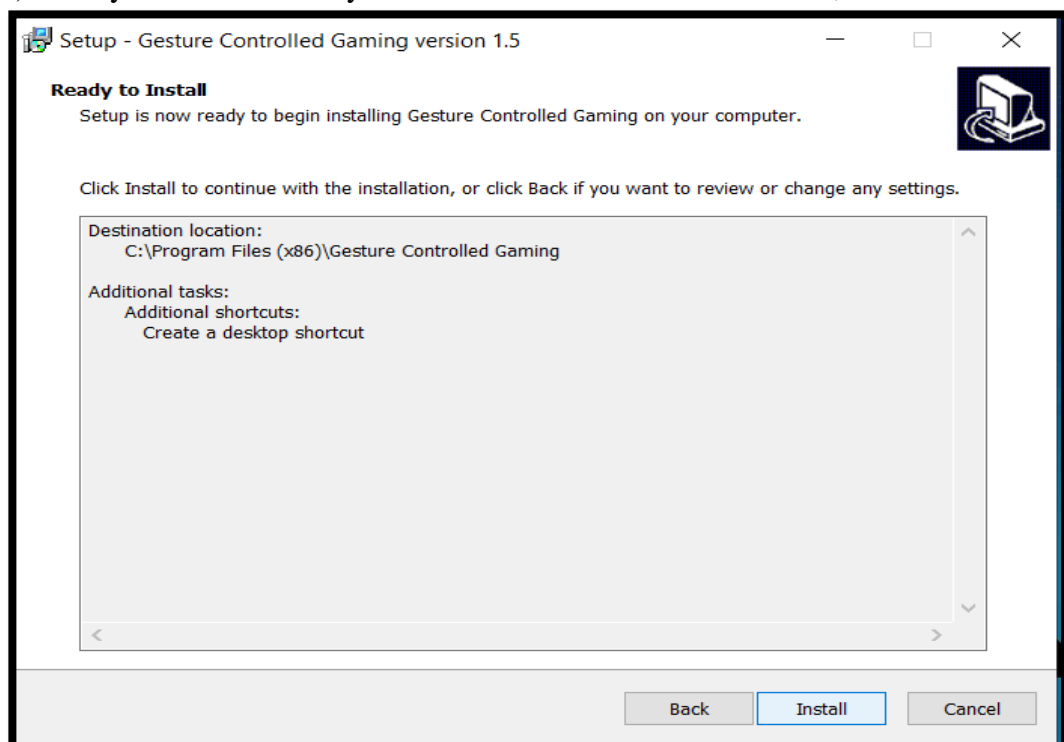 Setup - Gesture Controlled Gaming version 1.5
Ready to Install
Setup is now ready to begin installing Gesture Controlled Gaming on your computer.
Click Install to continue with the installation, or click Back if you want to review or change any settings.
Destination location:
C:\Program Files (x86)\Gesture Controlled Gaming
Additional tasks:
Additional shortcuts:
Create a desktop shortcut
Back
Install
Cancel